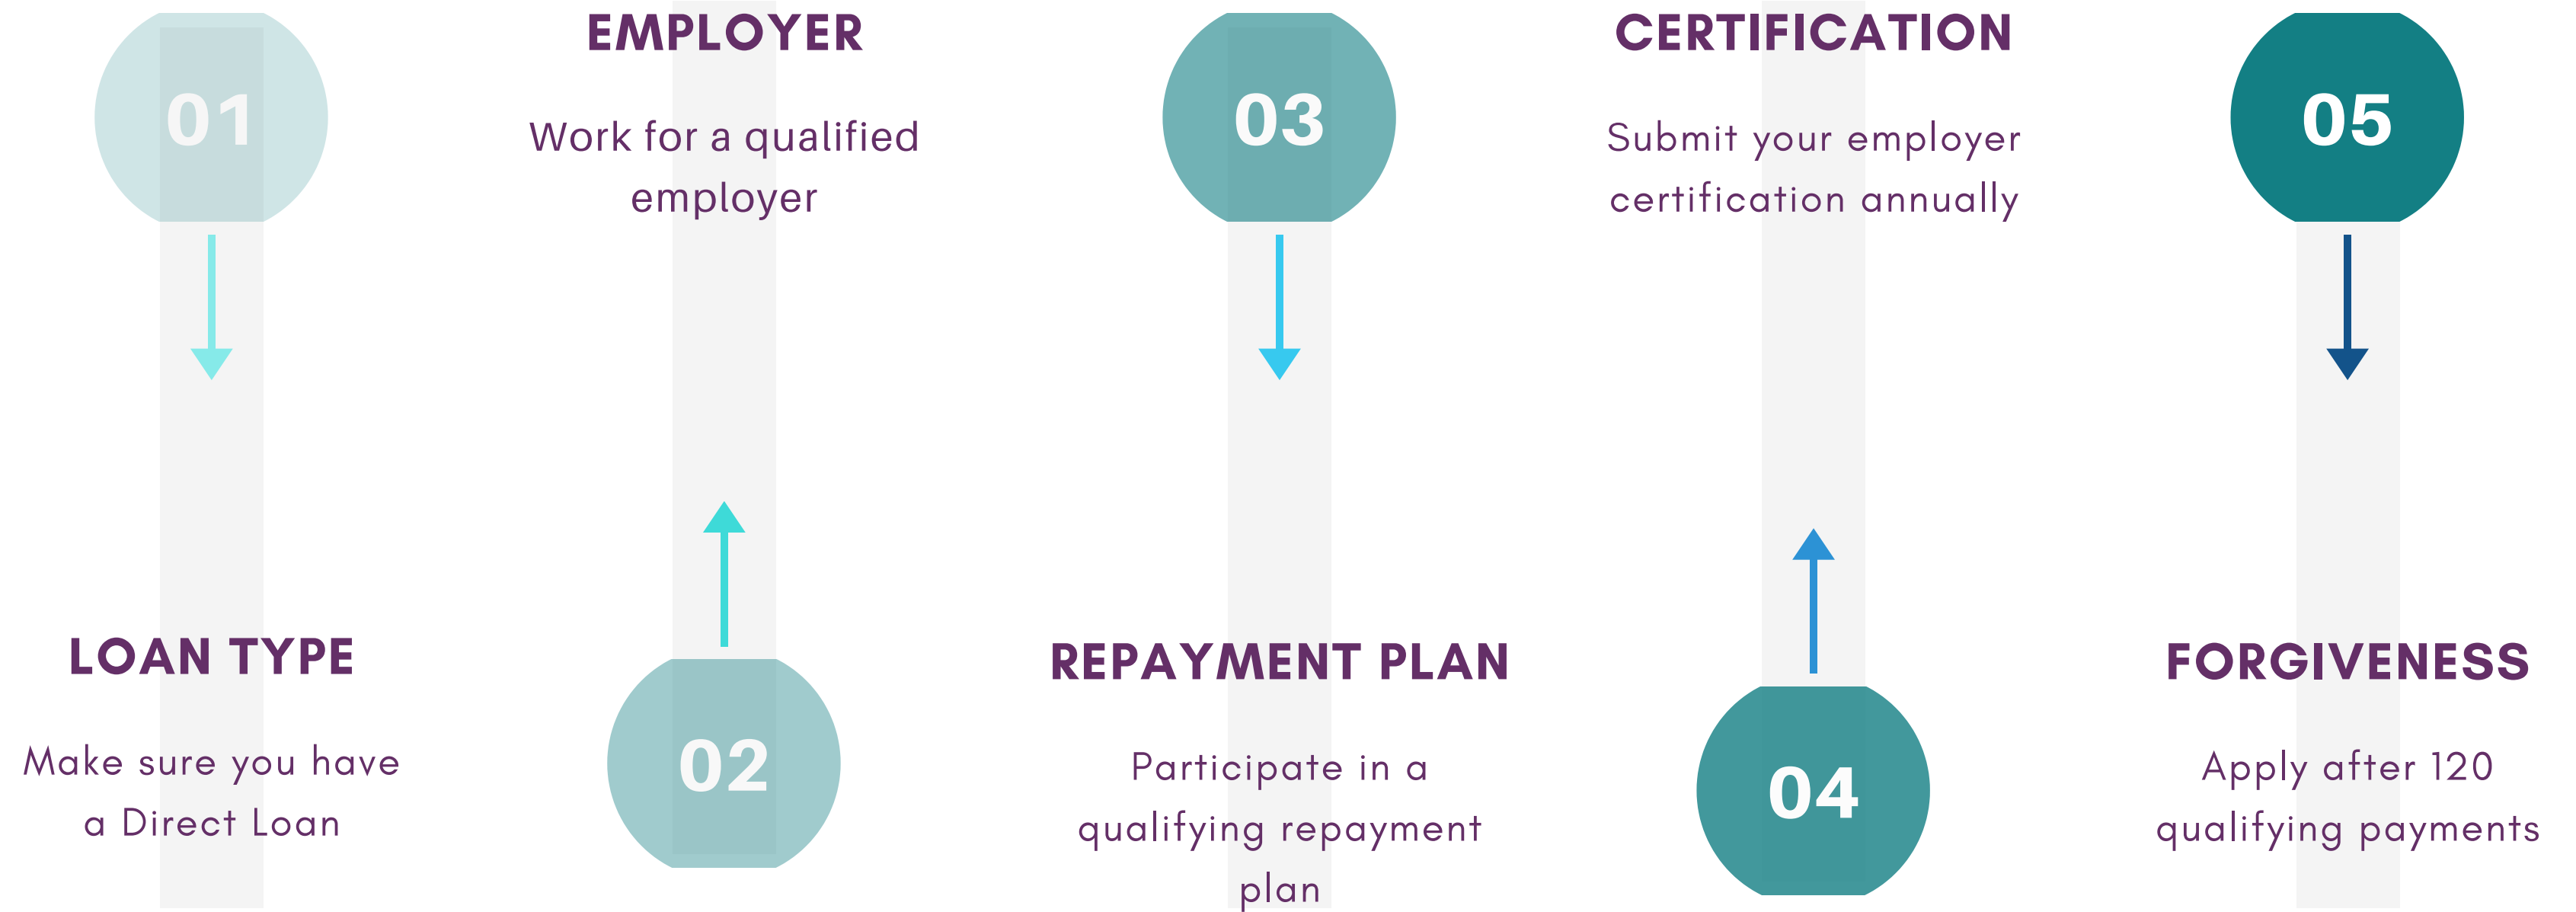 01
LOAN TYPE
Make sure you have
a Direct Loan
EMPLOYER
Work for a qualified
employer
02
03
REPAYMENT PLAN
Participate in a
qualifying repayment
plan
CERTIFICATION
Submit your employer
certification annually
04
05
FORGIVENESS
Apply after 120
qualifying payments